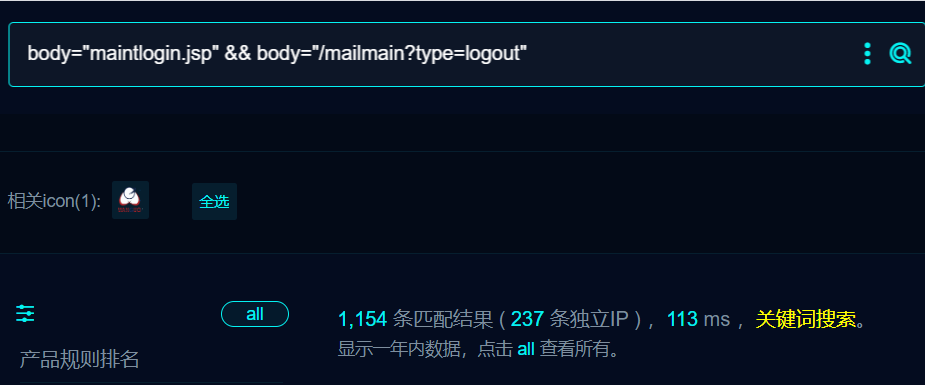 body="maintlogin.jsp" && body="/mailmain?type=logout"
相关icon(1):
全选
all
1,154 条匹配结果 ( 237 条独立IP ) ，113 ms ，关键词搜索。
显示一年内数据，点击 all 查看所有。
产品规则排名